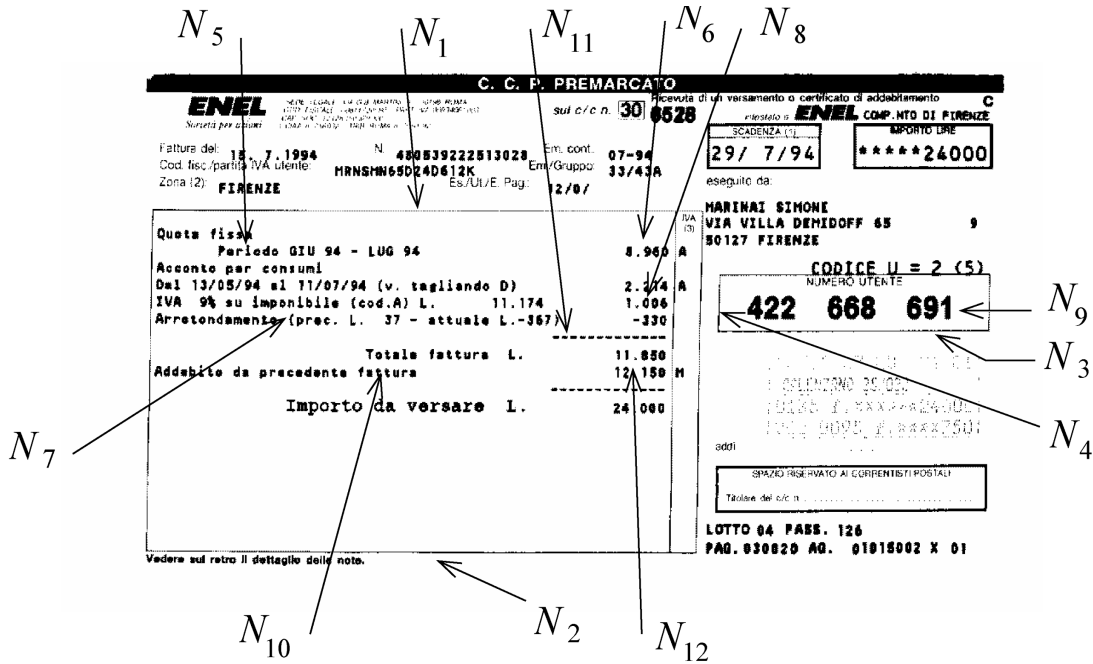 N5 N1 N11 N6 N8
C. C. P. PREMARCATO
ENEL
Società per azioni
sul c/c n. 30 6528
Ricevuta di un versamento o certificato di addebitamento C
intestato a ENEL COMP.NTO DI FIRENZE
SCADENZA (1)
29/ 7/94
IMPORTO LIRE
*****24000
Fattura del: 15. 7.1994 N. 480539222513028 Em. cont. 07-94
Cod. fisc./partita IVA utente: MRNSMN65D24D612K Em/Gruppo: 33/43A
Zona (2): FIRENZE Es./Ut./E. Pag.: 12/0/
eseguito da:
MARINAI SIMONE
VIA VILLA DEMIDOFF 65 9
50127 FIRENZE
IVA
(3)
Quota fissa
Periodo GIU 94 - LUG 94 8.960 A
Acconto per consumi
Dal 13/05/94 al 11/07/94 (v. tagliando D) 2.214 A
IVA 9% su imponibile (cod.A) L. 11.174 1.006
Arrotondamento (prec. L. 37 - attuale L.-367) -330
Totale fattura L. 11.850
Addebito da precedente fattura 12.150 M
Importo da versare L. 24.000
CODICE U = 2 (5)
NUMERO UTENTE
422 668 691
N9
N3
N4
N7
addì
SPAZIO RISERVATO AI CORRENTISTI POSTALI
Titolare del c/c n.
LOTTO 04 PASS. 126
PAG. 030820 AG. 01015002 X 01
Vedere sul retro il dettaglio delle note.
N10 N2 N12